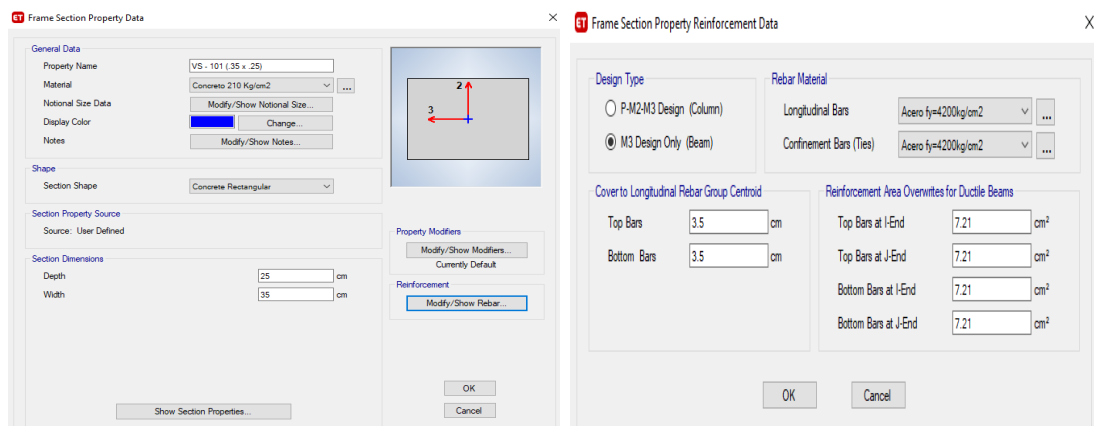 ET Frame Section Property Data
General Data
Property Name VS - 101 (.35 x .25)
Material Concreto 210 Kg/cm2 ...
Notional Size Data Modify/Show Notional Size...
Display Color Change...
Notes Modify/Show Notes...
2
3
Shape
Section Shape Concrete Rectangular
Section Property Source
Source: User Defined
Section Dimensions
Depth 25 cm
Width 35 cm
Property Modifiers
Modify/Show Modifiers...
Currently Default
Reinforcement
Modify/Show Rebar...
Show Section Properties...
OK
Cancel
ET Frame Section Property Reinforcement Data
Design Type
P-M2-M3 Design (Column)
M3 Design Only (Beam)
Rebar Material
Longitudinal Bars Acero fy=4200kg/cm2 ...
Confinement Bars (Ties) Acero fy=4200kg/cm2 ...
Cover to Longitudinal Rebar Group Centroid
Top Bars 3.5 cm
Bottom Bars 3.5 cm
Reinforcement Area Overwrites for Ductile Beams
Top Bars at I-End 7.21 cm²
Top Bars at J-End 7.21 cm²
Bottom Bars at I-End 7.21 cm²
Bottom Bars at J-End 7.21 cm²
OK Cancel